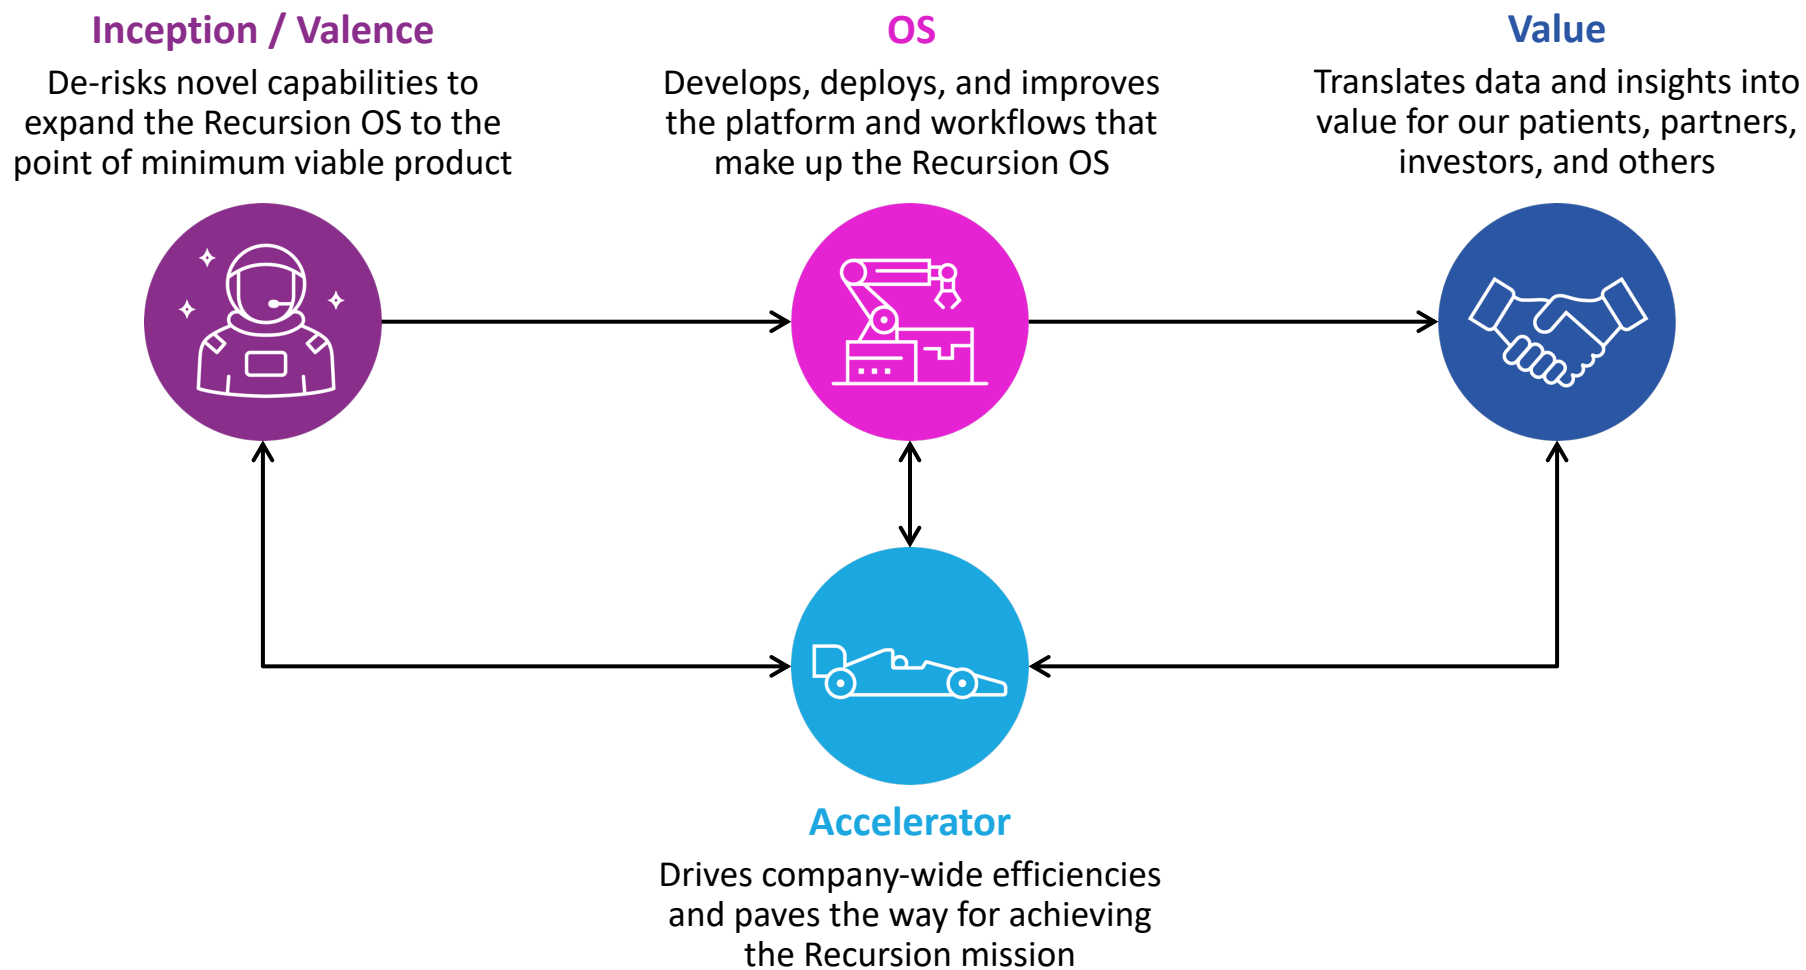 Inception / Valence
De-risks novel capabilities to
expand the Recursion OS to the
point of minimum viable product
OS
Develops, deploys, and improves
the platform and workflows that
make up the Recursion OS
Value
Translates data and insights into
value for our patients, partners,
investors, and others
Accelerator
Drives company-wide efficiencies
and paves the way for achieving
the Recursion mission